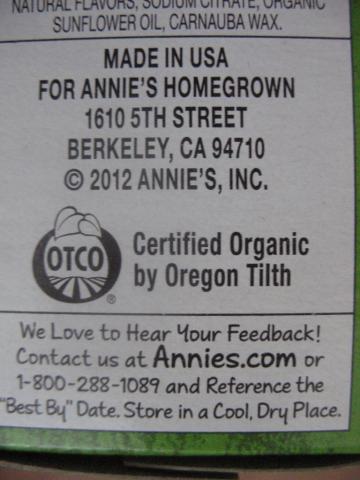 NATURAL FLAVORS, SODIUM CITRATE, ORGANIC
SUNFLOWER OIL, CARNAUBA WAX.
MADE IN USA
FOR ANNIE'S HOMEGROWN
1610 5TH STREET
BERKELEY, CA 94710
© 2012 ANNIE'S, INC.
OTCO
®
Certified Organic
by Oregon Tilth
We Love to Hear Your Feedback!
Contact us at Annies.com or
1-800-288-1089 and Reference the
"Best By" Date. Store in a Cool, Dry Place.